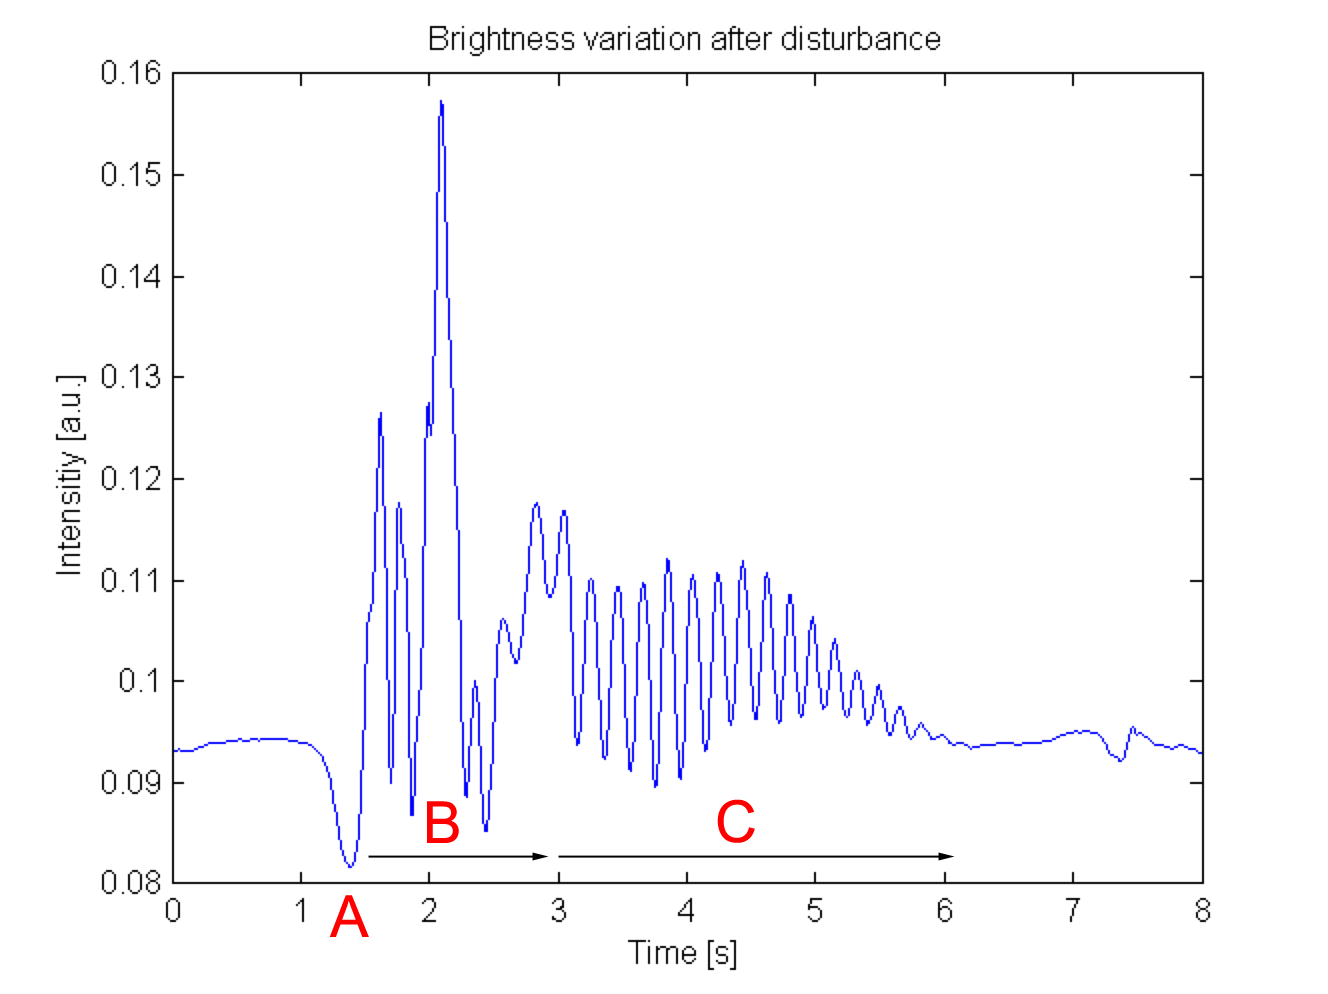 Brightness variation after disturbance
0.16
0.15
0.14
0.13
0.12
0.11
0.1
0.09
0.08
Intensitiy [a.u.]
B
C
A
0 1 2 3 4 5 6 7 8
Time [s]